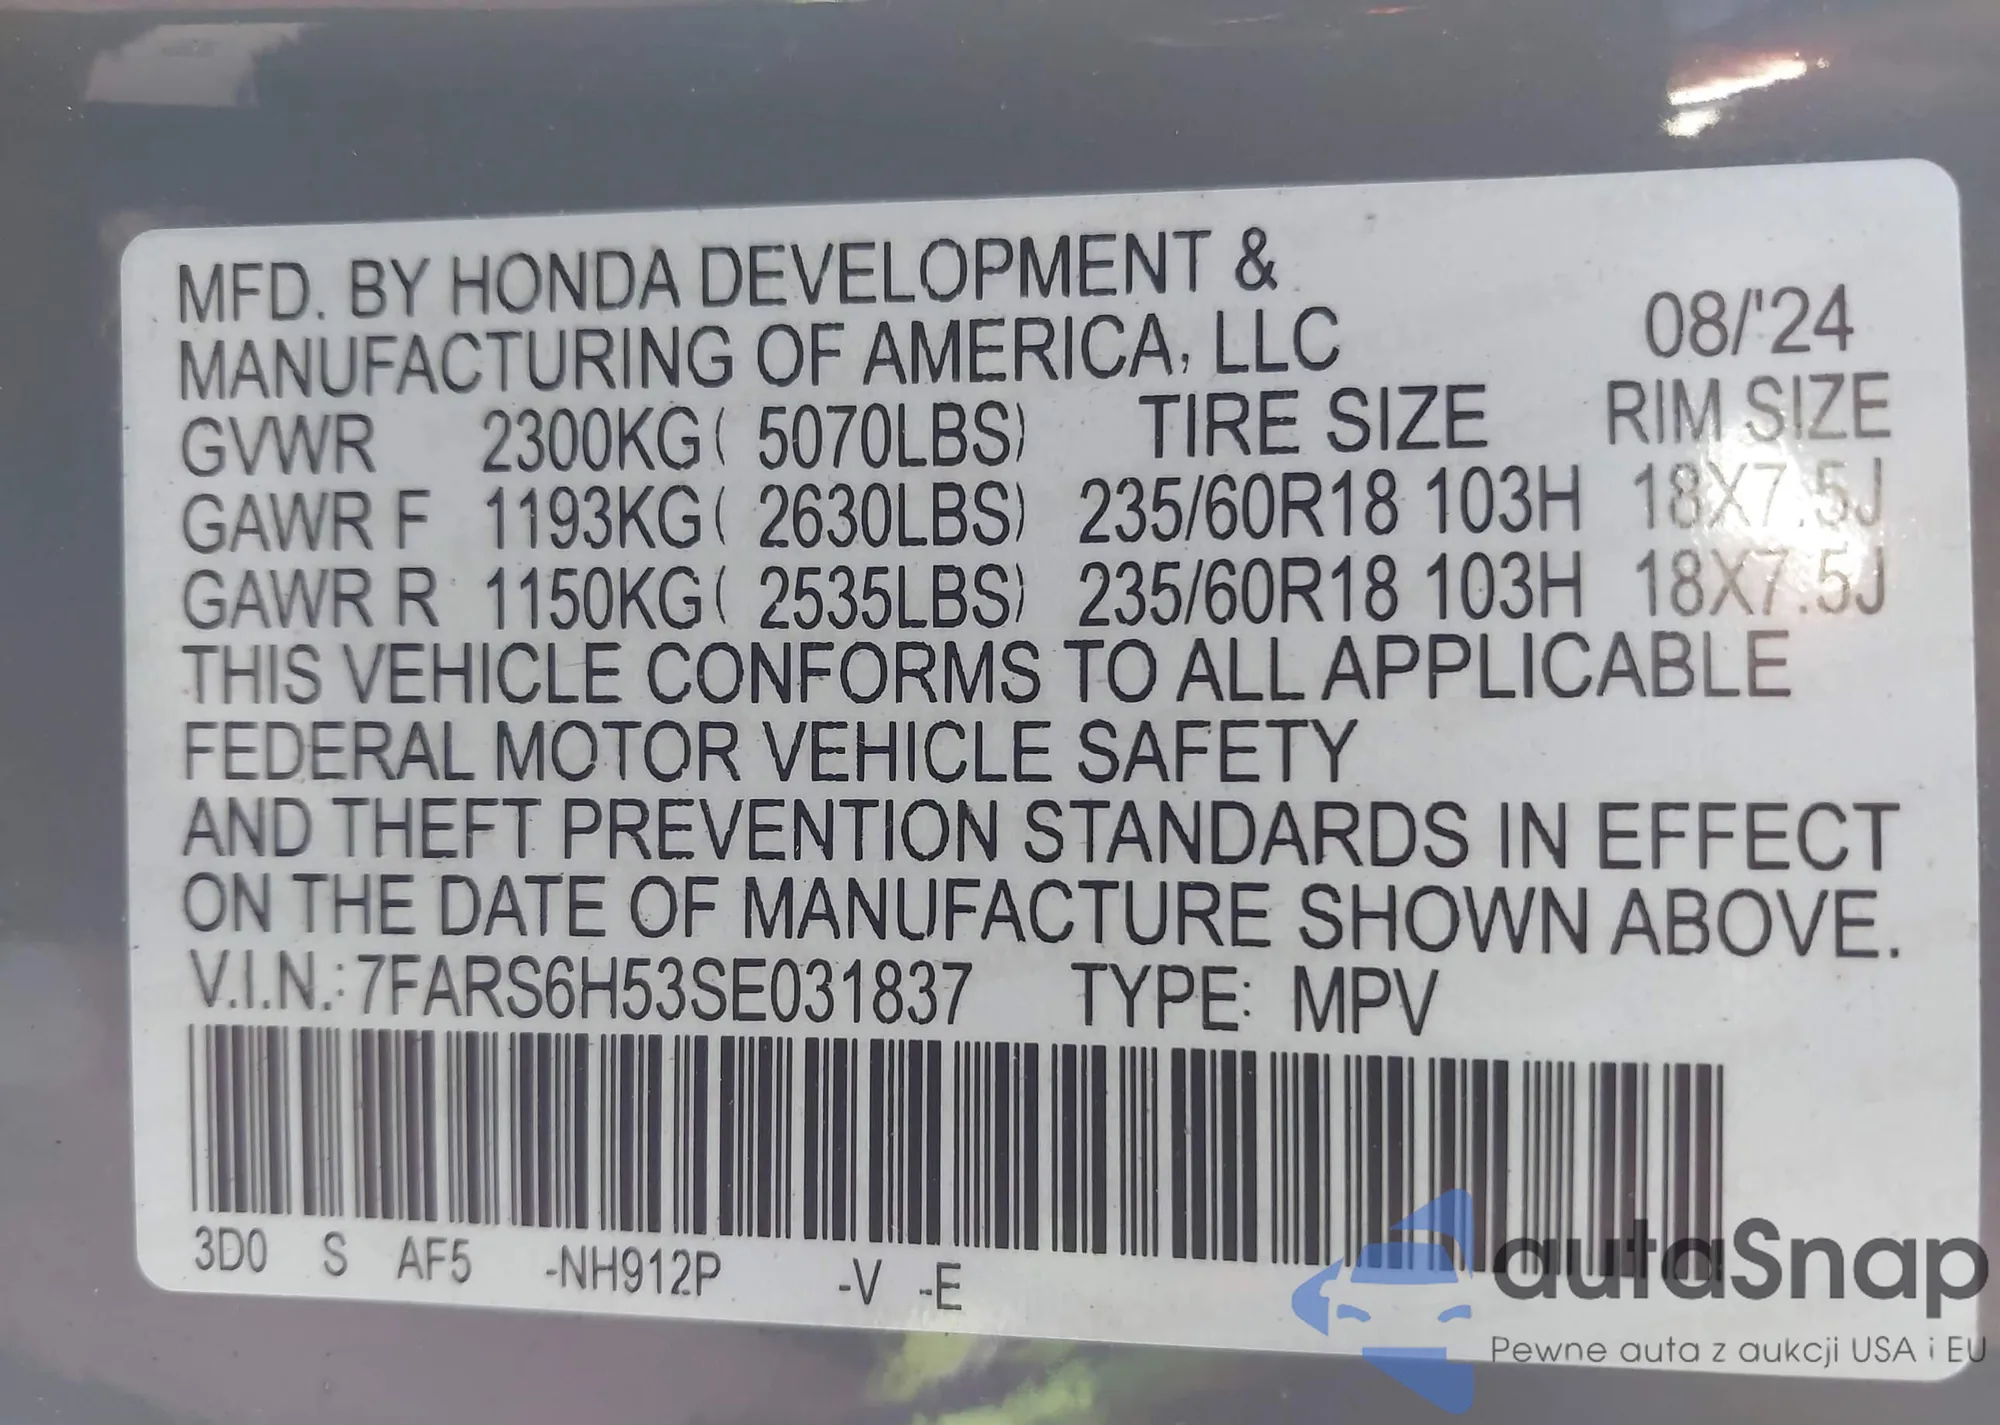 MFD. BY HONDA DEVELOPMENT &
MANUFACTURING OF AMERICA, LLC 08/'24
GVWR 2300KG( 5070LBS) TIRE SIZE RIM SIZE
GAWR F 1193KG( 2630LBS) 235/60R18 103H 18X7.5J
GAWR R 1150KG( 2535LBS) 235/60R18 103H 18X7.5J
THIS VEHICLE CONFORMS TO ALL APPLICABLE
FEDERAL MOTOR VEHICLE SAFETY
AND THEFT PREVENTION STANDARDS IN EFFECT
ON THE DATE OF MANUFACTURE SHOWN ABOVE.
V.I.N.: 7FARS6H53SE031837 TYPE: MPV
3D0 S AF5 -NH912P -V -E
autaSnap
Pewne auta z aukcji USA i EU